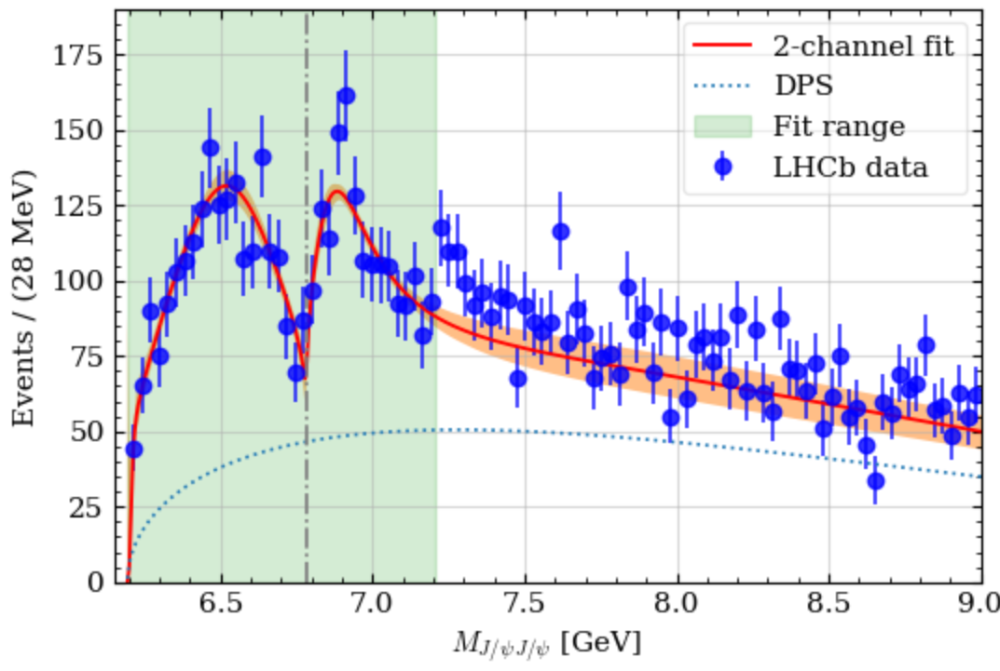 175
150
125
100
75
50
25
0
Events / (28 MeV)
2-channel fit
DPS
Fit range
LHCb data
6.5
7.0
7.5
8.0
8.5
9.0
M_{J/ψJ/ψ} [GeV]